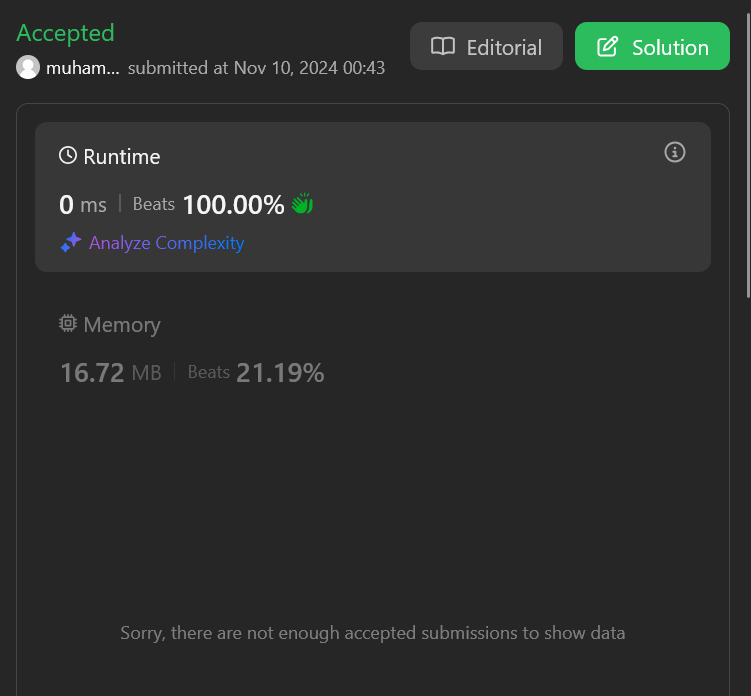 Accepted
muham... submitted at Nov 10, 2024 00:43
Editorial
Solution
Runtime
0 ms | Beats 100.00%
Analyze Complexity
Memory
16.72 MB | Beats 21.19%
Sorry, there are not enough accepted submissions to show data